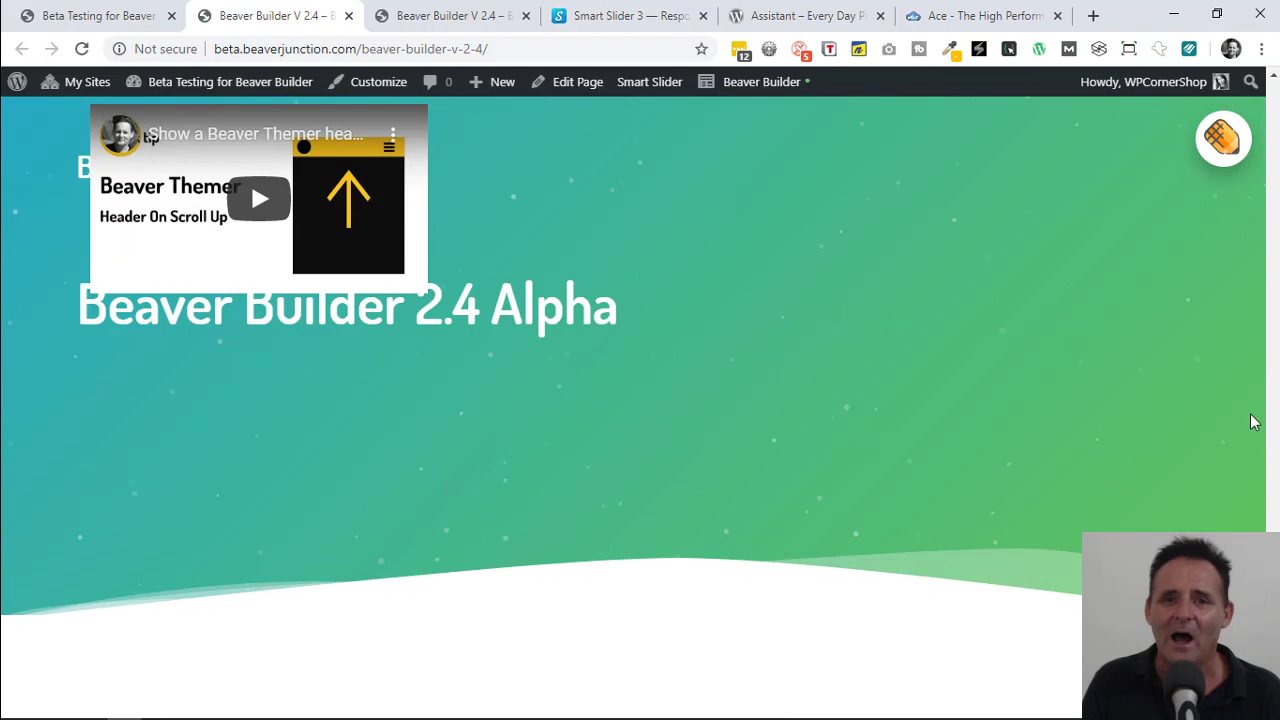 Beta Testing for Beaver
Beaver Builder V 2.4 – B
Beaver Builder V 2.4 – B
Smart Slider 3 — Respo
Assistant – Every Day P
Ace - The High Perform
Not secure
beta.beaverjunction.com/beaver-builder-v-2-4/
12
5
My Sites
Beta Testing for Beaver Builder
Customize
0
New
Edit Page
Smart Slider
Beaver Builder
Howdy, WPCornerShop
Show a Beaver Themer hea...
Beaver Themer
Header On Scroll Up
Beaver Builder 2.4 Alpha